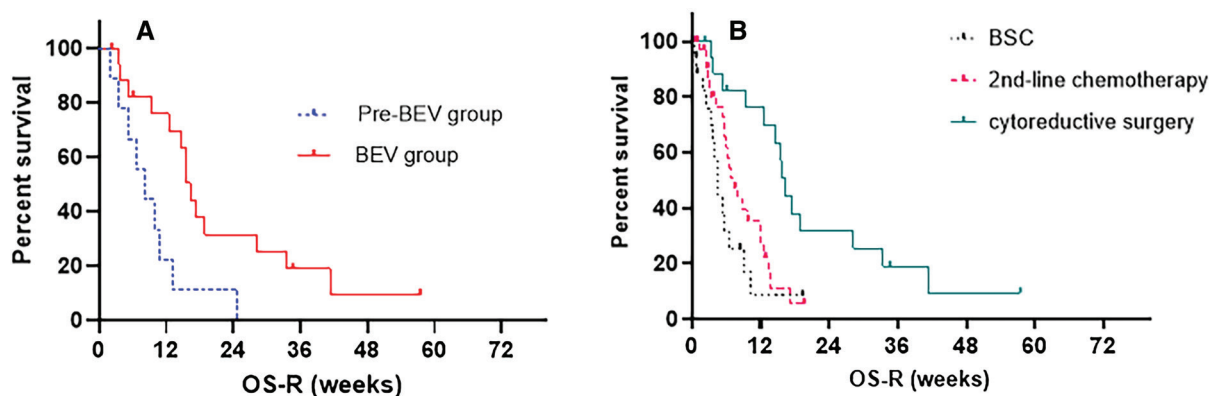 A
Percent survival
100
80
60
40
20
0
0 12 24 36 48 60 72
OS-R (weeks)
Pre-BEV group
BEV group
B
Percent survival
100
80
60
40
20
0
0 12 24 36 48 60 72
OS-R (weeks)
BSC
2nd-line chemotherapy
cytoreductive surgery